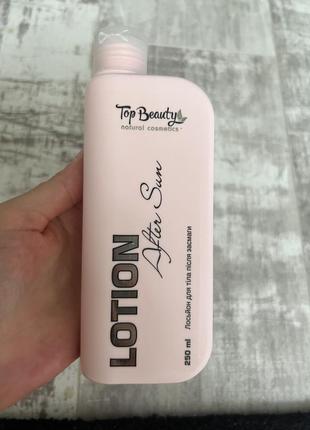 Top Beauty
natural cosmetics
LOTION
After Sun
Лосьйон для тіла після засмаги
250 ml